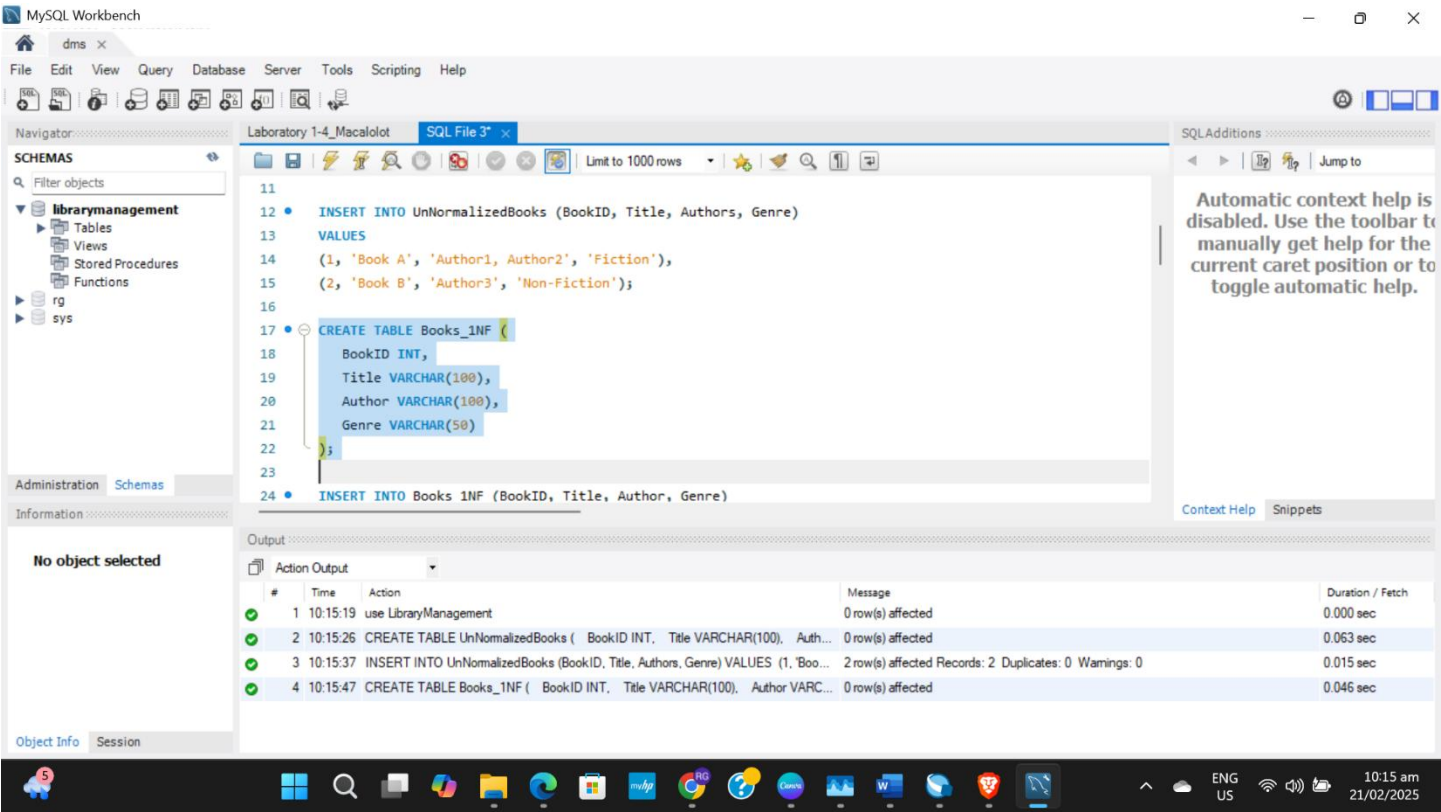 MySQL Workbench
dms
File Edit View Query Database Server Tools Scripting Help
Navigator
SCHEMAS
Filter objects
librarymanagement
Tables
Views
Stored Procedures
Functions
rg
sys
Administration Schemas
Information
No object selected
Object Info Session
Laboratory 1-4_Macalolot SQL File 3*
Limit to 1000 rows
11
12 INSERT INTO UnNormalizedBooks (BookID, Title, Authors, Genre)
13 VALUES
14 (1, 'Book A', 'Author1, Author2', 'Fiction'),
15 (2, 'Book B', 'Author3', 'Non-Fiction');
16
17 CREATE TABLE Books_1NF (
18 BookID INT,
19 Title VARCHAR(100),
20 Author VARCHAR(100),
21 Genre VARCHAR(50)
22 );
23
24 INSERT INTO Books_1NF (BookID, Title, Author, Genre)
SQLAdditions
Jump to
Automatic context help is
disabled. Use the toolbar to
manually get help for the
current caret position or to
toggle automatic help.
Context Help Snippets
Output
Action Output
# Time Action Message Duration / Fetch
1 10:15:19 use LibraryManagement 0 row(s) affected 0.000 sec
2 10:15:26 CREATE TABLE UnNormalizedBooks ( BookID INT, Title VARCHAR(100), Auth... 0 row(s) affected 0.063 sec
3 10:15:37 INSERT INTO UnNormalizedBooks (BookID, Title, Authors, Genre) VALUES (1, 'Boo... 2 row(s) affected Records: 2 Duplicates: 0 Warnings: 0 0.015 sec
4 10:15:47 CREATE TABLE Books_1NF ( BookID INT, Title VARCHAR(100), Author VARC... 0 row(s) affected 0.046 sec
5
myhp
RG
Canva
ENG
US
10:15 am
21/02/2025